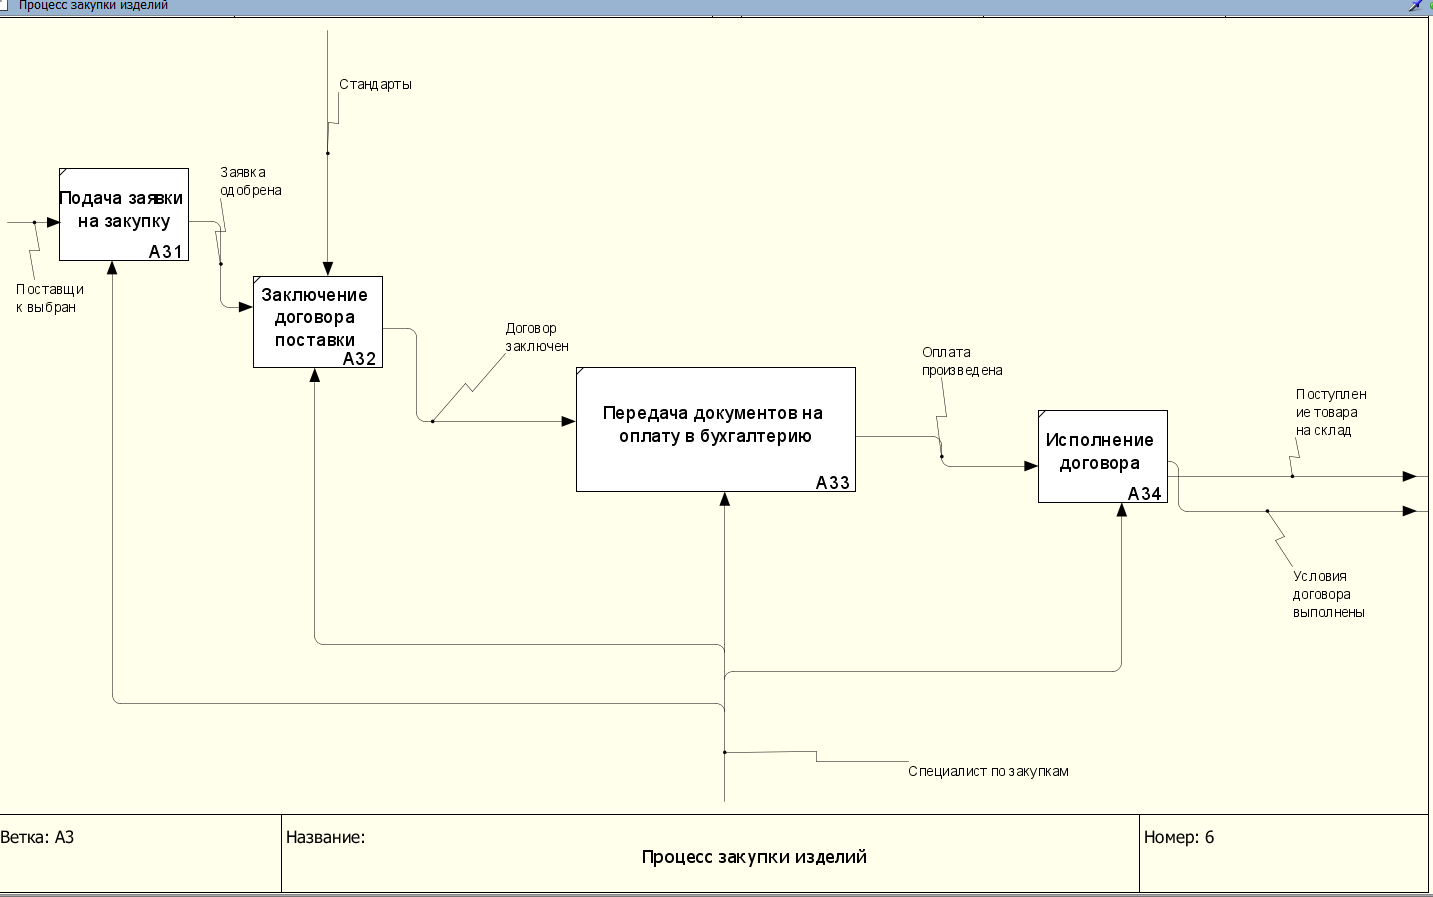 Процесс закупки изделий
Стандарты
Заявка
одобрена
Подача заявки
на закупку
А31
Поставщи
к выбран
Заключение
договора
поставки
А32
Договор
заключен
Передача документов на
оплату в бухгалтерию
А33
Оплата
произведена
Исполнение
договора
А34
Поступлен
ие товара
на склад
Условия
договора
выполнены
Специалист по закупкам
Ветка: А3
Название:
Процесс закупки изделий
Номер: 6